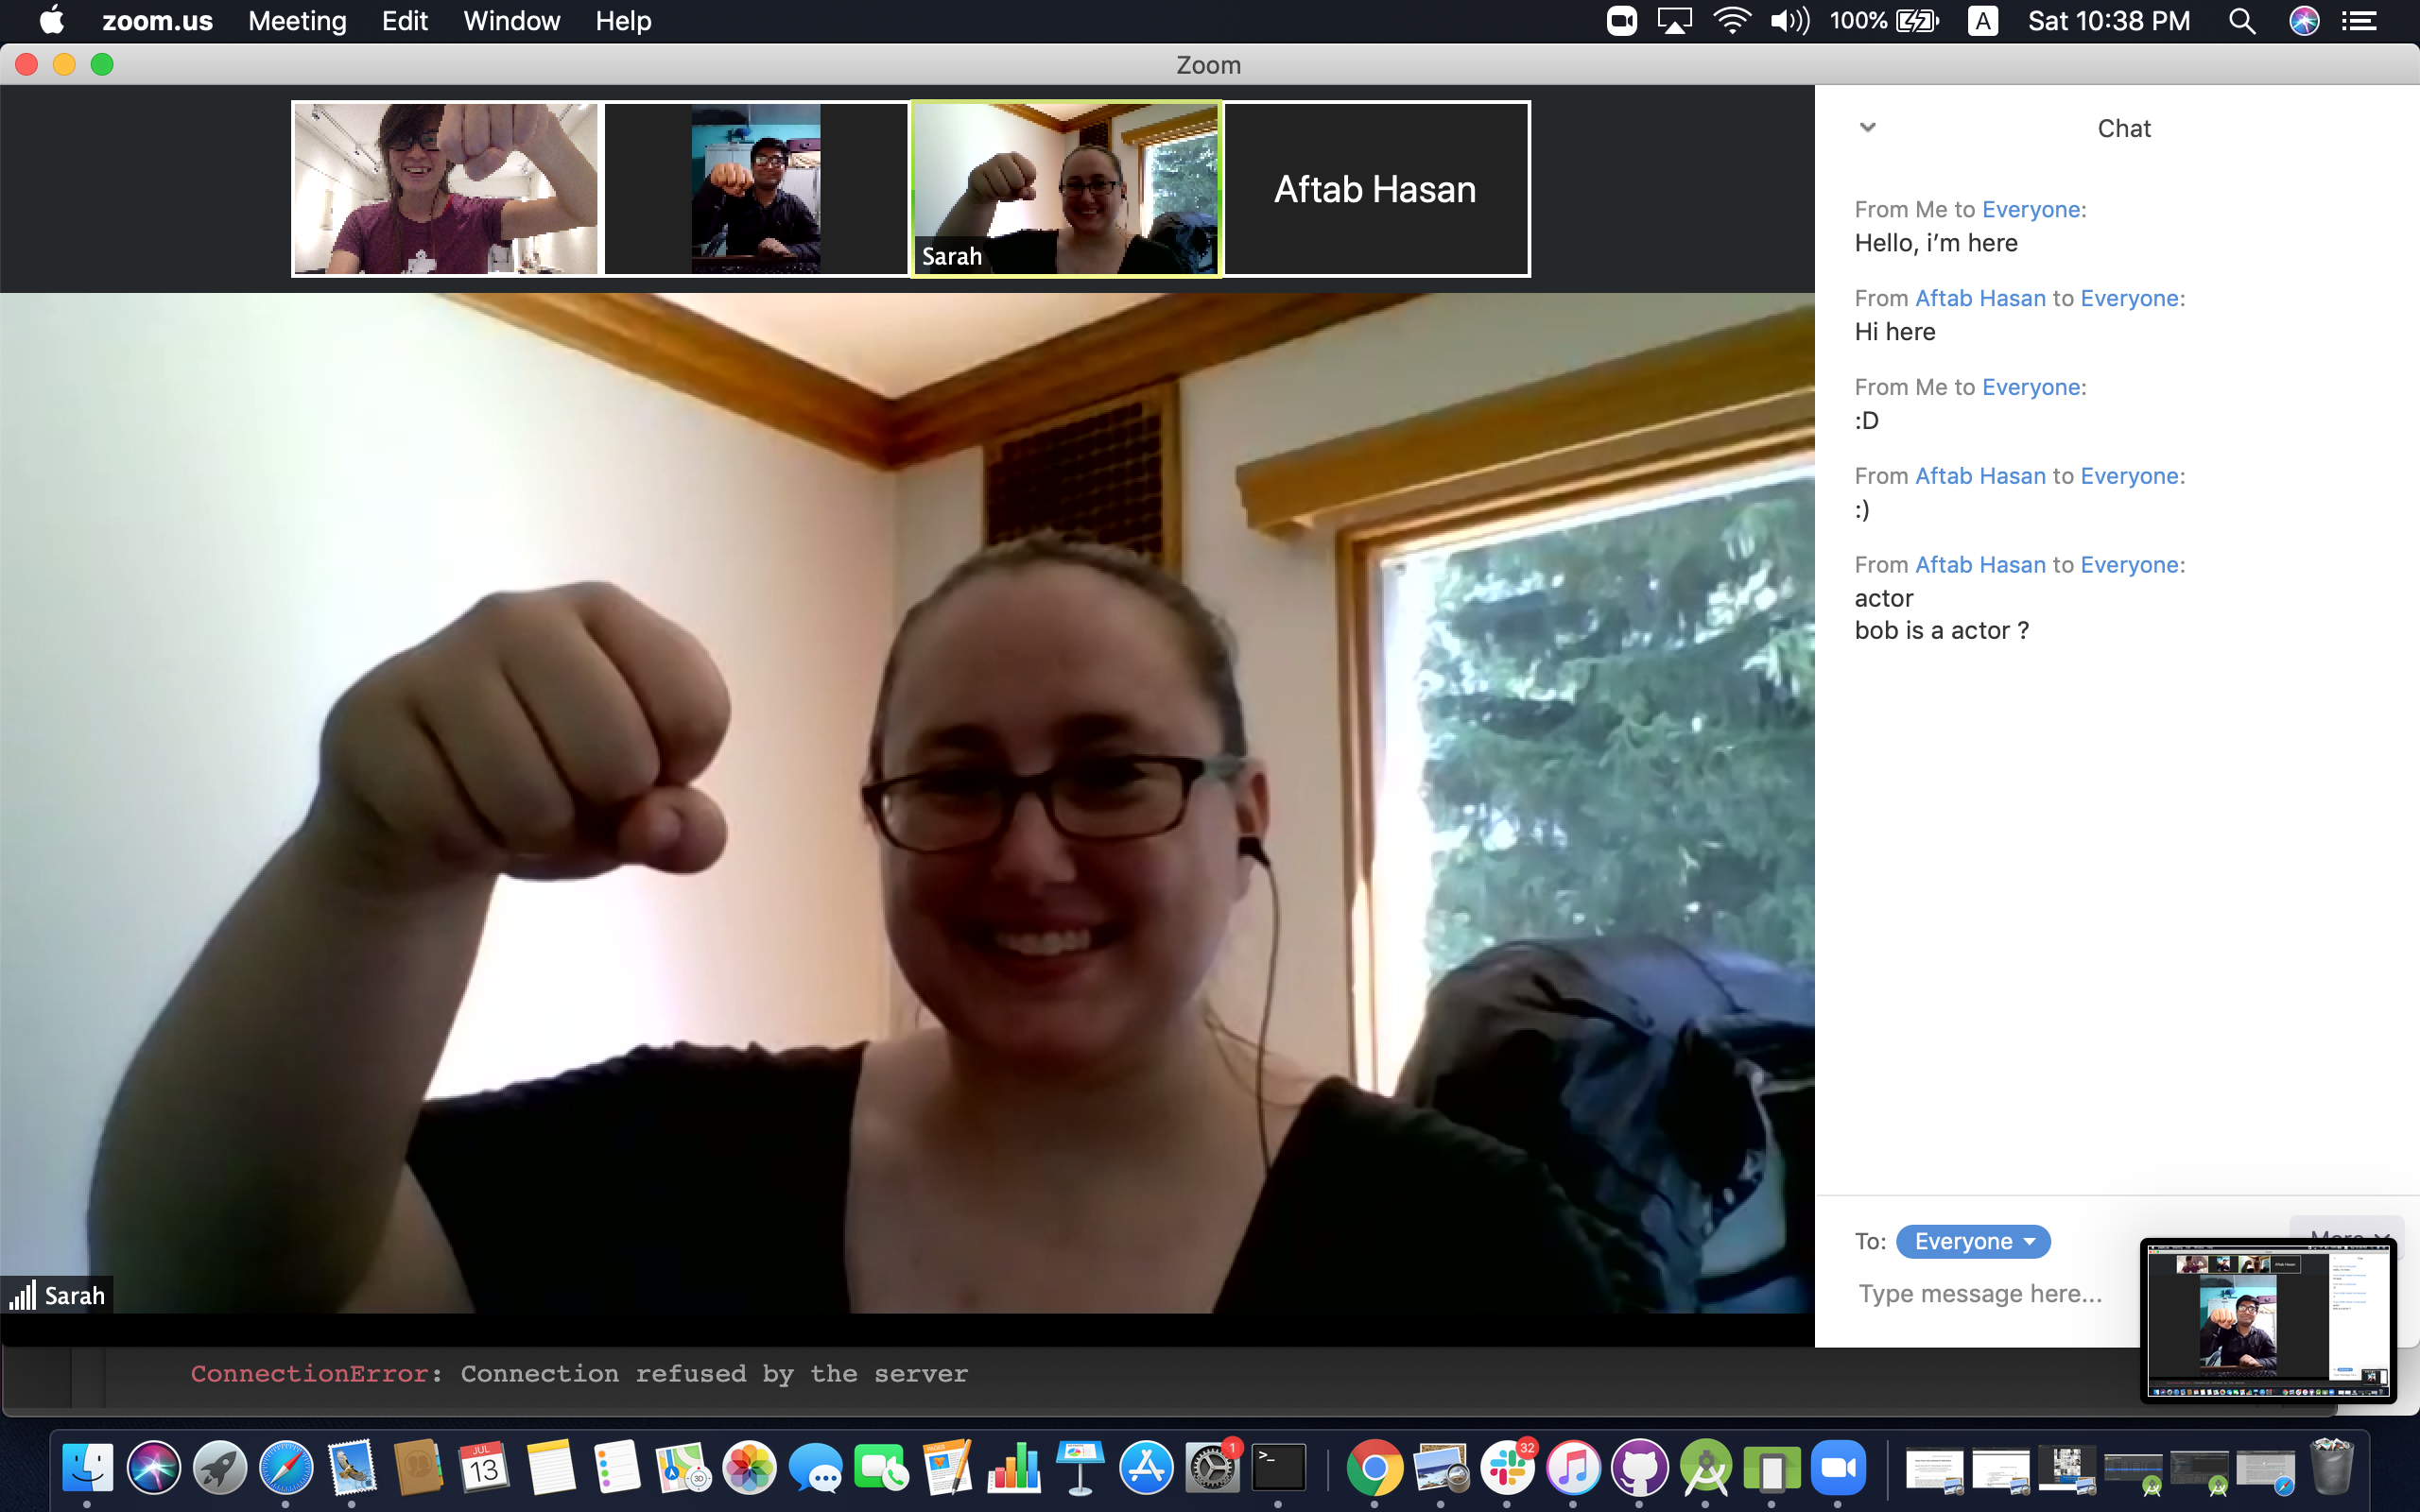 zoom.us Meeting Edit Window Help
100% A Sat 10:38 PM
Zoom
Sarah
Aftab Hasan
Chat
From Me to Everyone:
Hello, i’m here
From Aftab Hasan to Everyone:
Hi here
From Me to Everyone:
:D
From Aftab Hasan to Everyone:
:)
From Aftab Hasan to Everyone:
actor
bob is a actor ?
To: Everyone
More
Type message here...
Sarah
ConnectionError: Connection refused by the server
JUL
13
3D
PAGES
1
>_
32